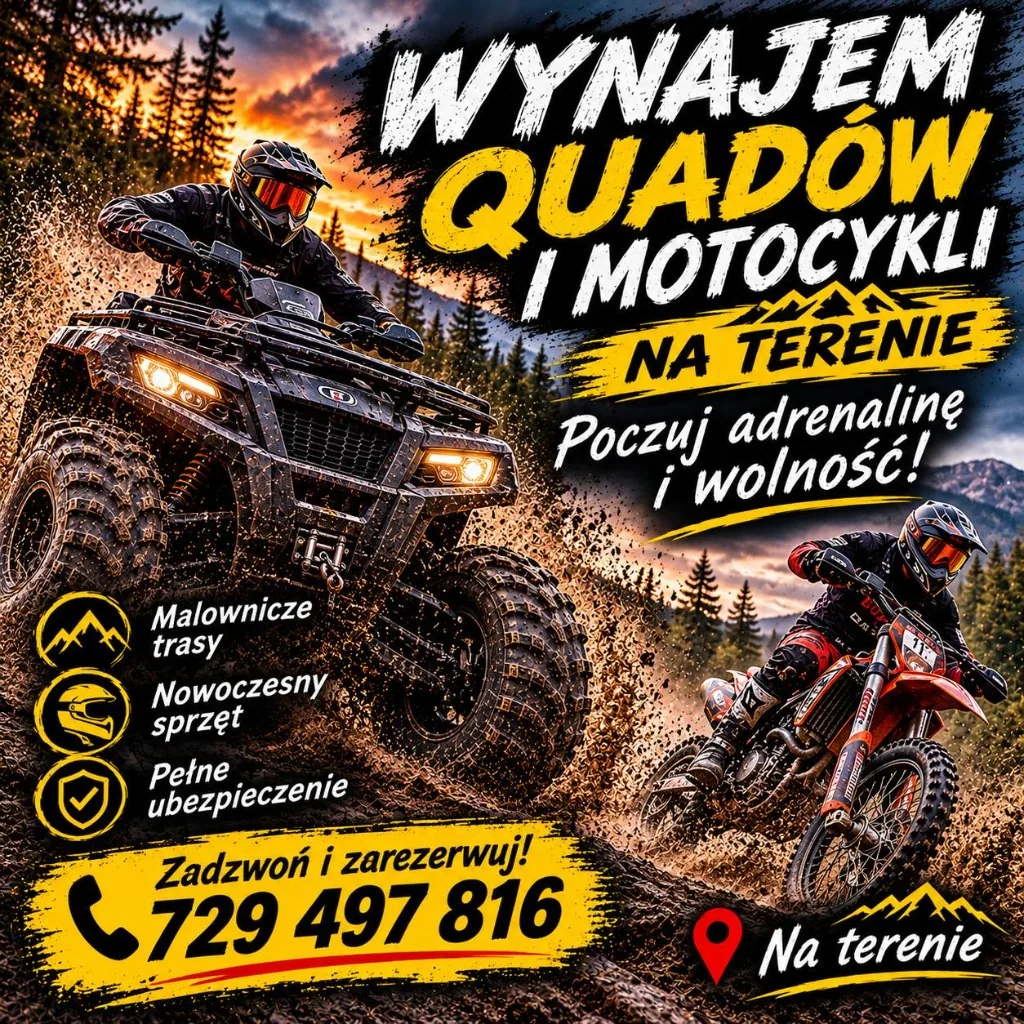 WYNAJEM
QUADÓW
I MOTOCYKLI
NA TERENIE
Poczuj adrenalinę
i wolność!
Malownicze
trasy
Nowoczesny
sprzęt
Pełne
ubezpieczenie
Zadzwoń i zarezerwuj!
729 497 816
Na terenie